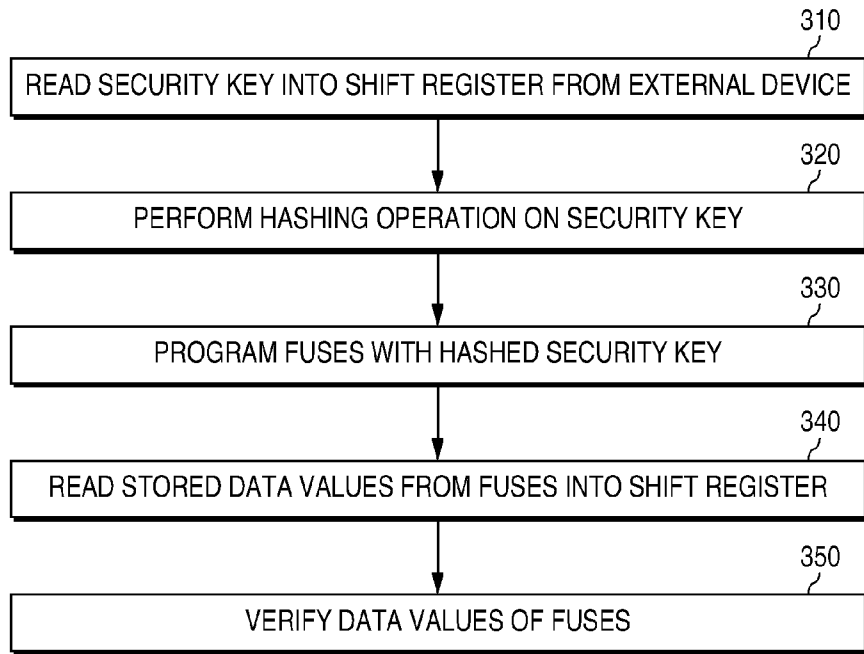 310
READ SECURITY KEY INTO SHIFT REGISTER FROM EXTERNAL DEVICE
320
PERFORM HASHING OPERATION ON SECURITY KEY
330
PROGRAM FUSES WITH HASHED SECURITY KEY
340
READ STORED DATA VALUES FROM FUSES INTO SHIFT REGISTER
350
VERIFY DATA VALUES OF FUSES